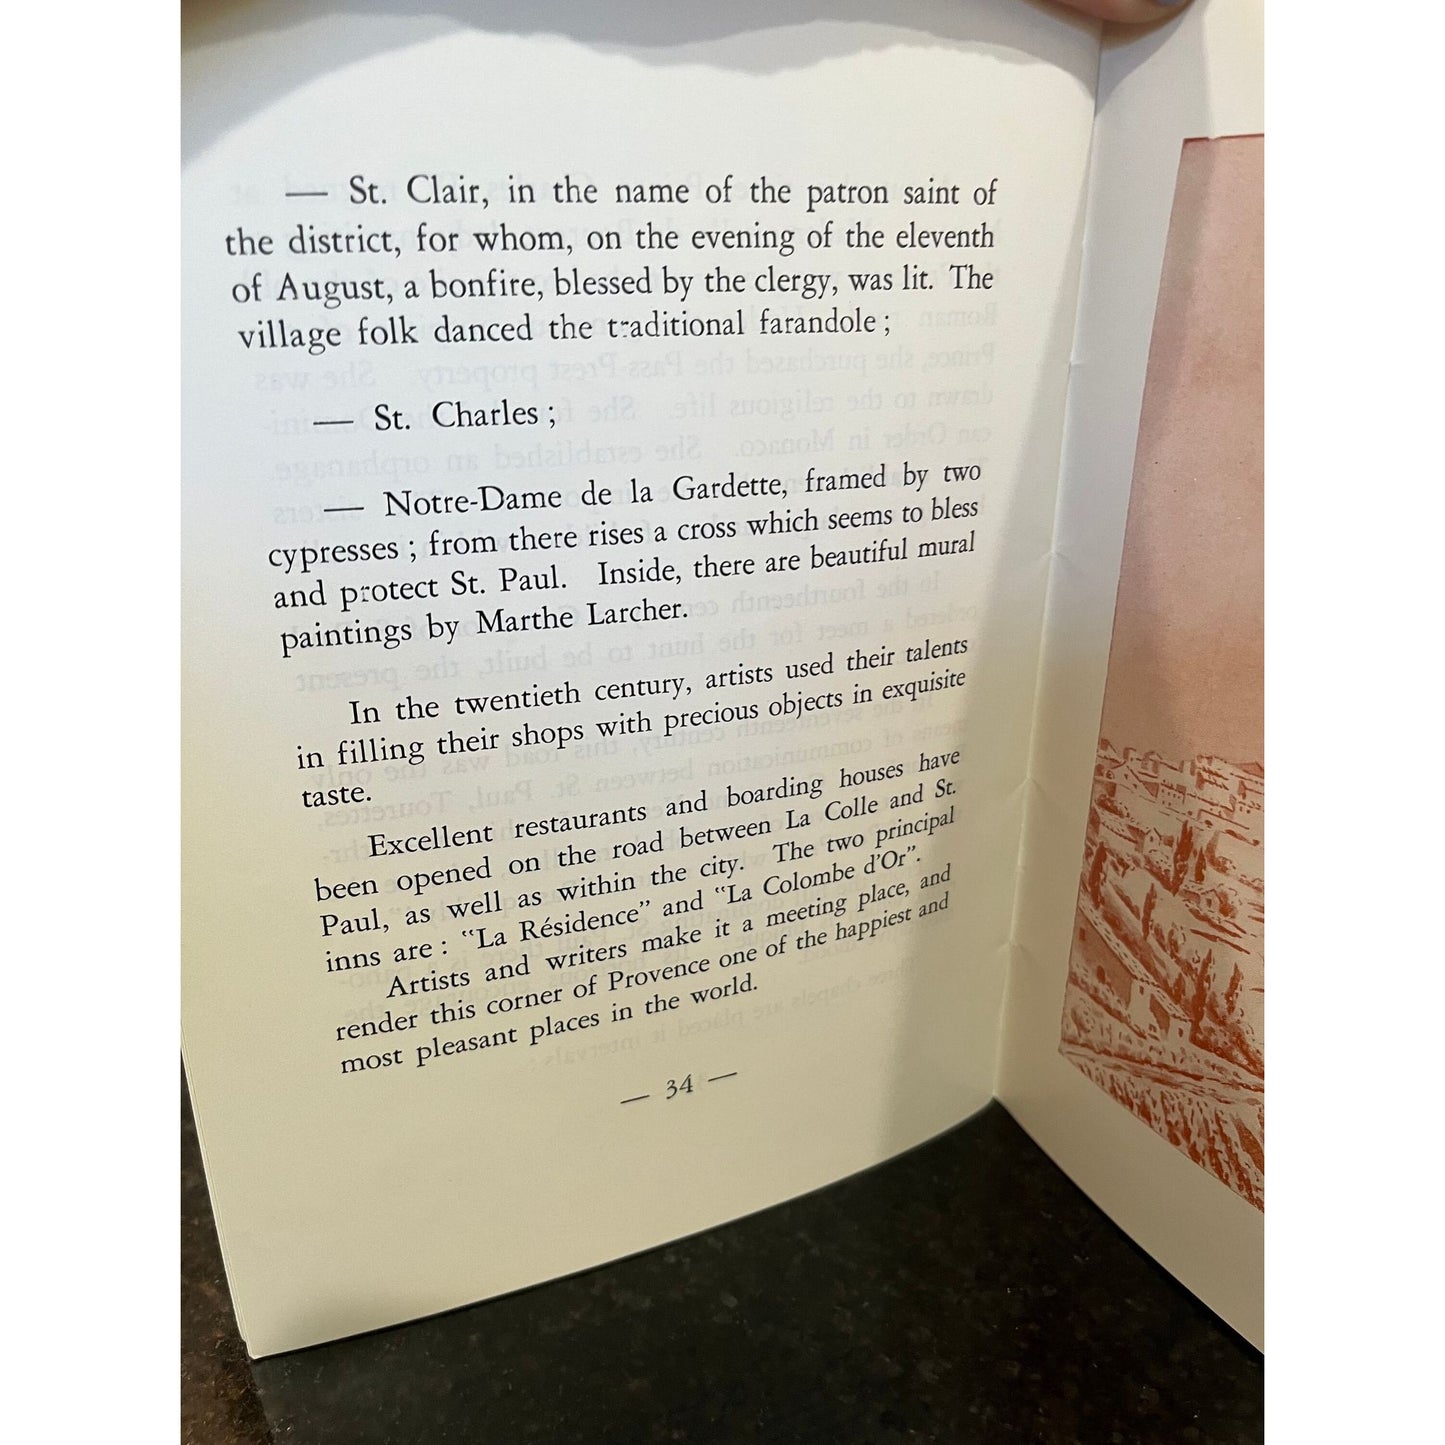 — St. Clair, in the name of the patron saint of
the district, for whom, on the evening of the eleventh
of August, a bonfire, blessed by the clergy, was lit. The
village folk danced the traditional farandole ;
— St. Charles ;
— Notre-Dame de la Gardette, framed by two
cypresses ; from there rises a cross which seems to bless
and protect St. Paul. Inside, there are beautiful mural
paintings by Marthe Larcher.
In the twentieth century, artists used their talents
in filling their shops with precious objects in exquisite
taste.
Excellent restaurants and boarding houses have
been opened on the road between La Colle and St.
Paul, as well as within the city. The two principal
inns are : "La Résidence" and "La Colombe d'Or".
Artists and writers make it a meeting place, and
render this corner of Provence one of the happiest and
most pleasant places in the world.
— 34 —